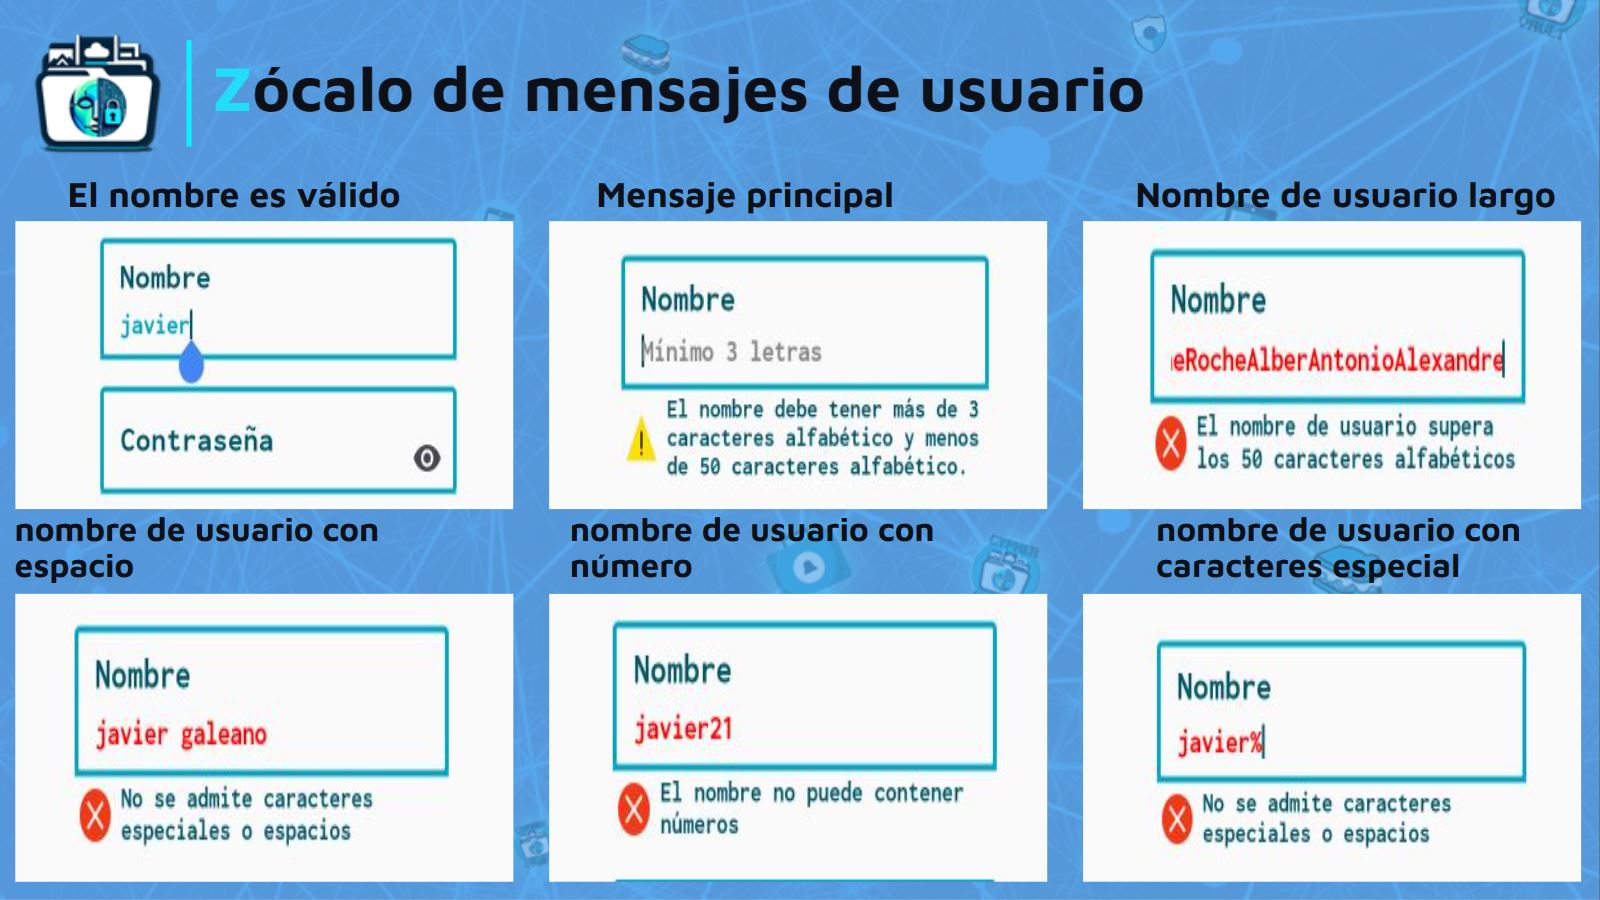 Zócalo de mensajes de usuario
El nombre es válido
Nombre
javier
Contraseña
Mensaje principal
Nombre
Mínimo 3 letras
El nombre debe tener más de 3
caracteres alfabético y menos
de 50 caracteres alfabético.
Nombre de usuario largo
Nombre
eRocheAlberAntonioAlexandre
El nombre de usuario supera
los 50 caracteres alfabéticos
nombre de usuario con
espacio
Nombre
javier galeano
No se admite caracteres
especiales o espacios
nombre de usuario con
número
Nombre
javier21
El nombre no puede contener
números
nombre de usuario con
caracteres especial
Nombre
javier%
No se admite caracteres
especiales o espacios
CYPHER
VAULT